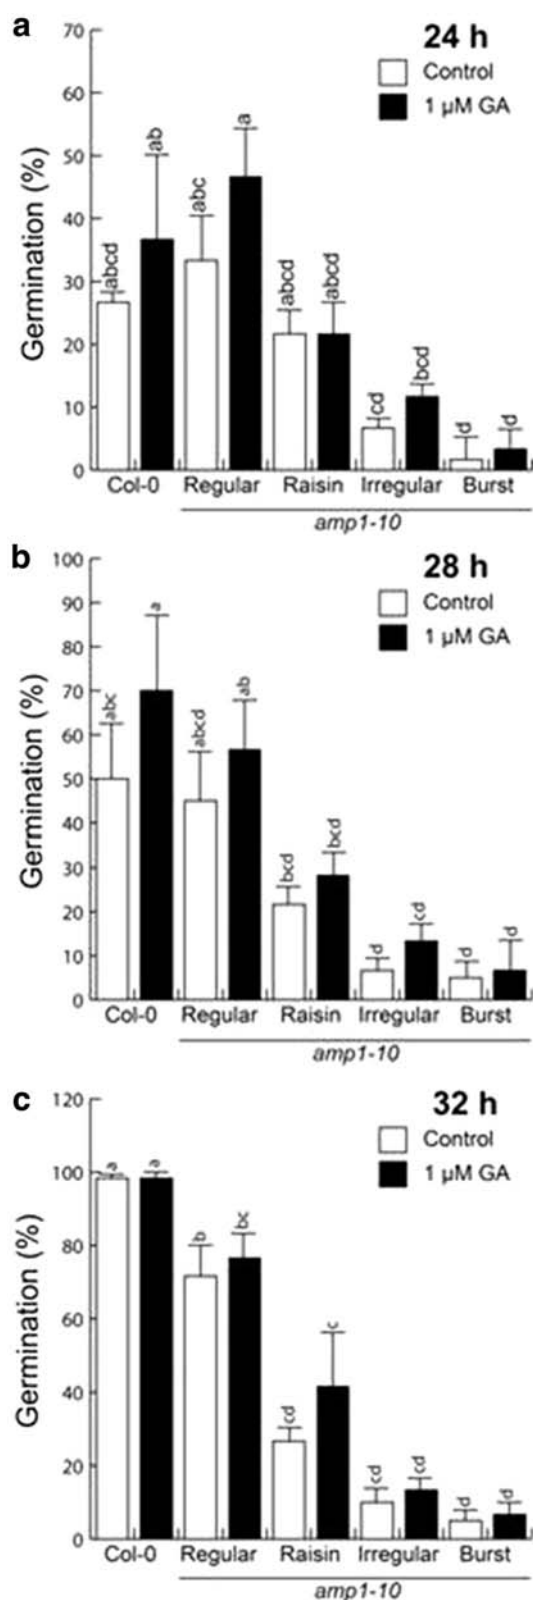 a
24 h
Control
1 µM GA
Germination (%)
70
60
50
40
30
20
10
0
abcd
ab
abc
a
abcd
abcd
cd
bcd
d
d
Col-0 Regular Raisin Irregular Burst
amp1-10
b
28 h
Control
1 µM GA
Germination (%)
100
90
80
70
60
50
40
30
20
10
0
abc
a
abcd
ab
bcd
bcd
d
cd
d
d
Col-0 Regular Raisin Irregular Burst
amp1-10
c
32 h
Control
1 µM GA
Germination (%)
120
100
80
60
40
20
0
a
a
b
bc
cd
c
cd
cd
d
d
Col-0 Regular Raisin Irregular Burst
amp1-10